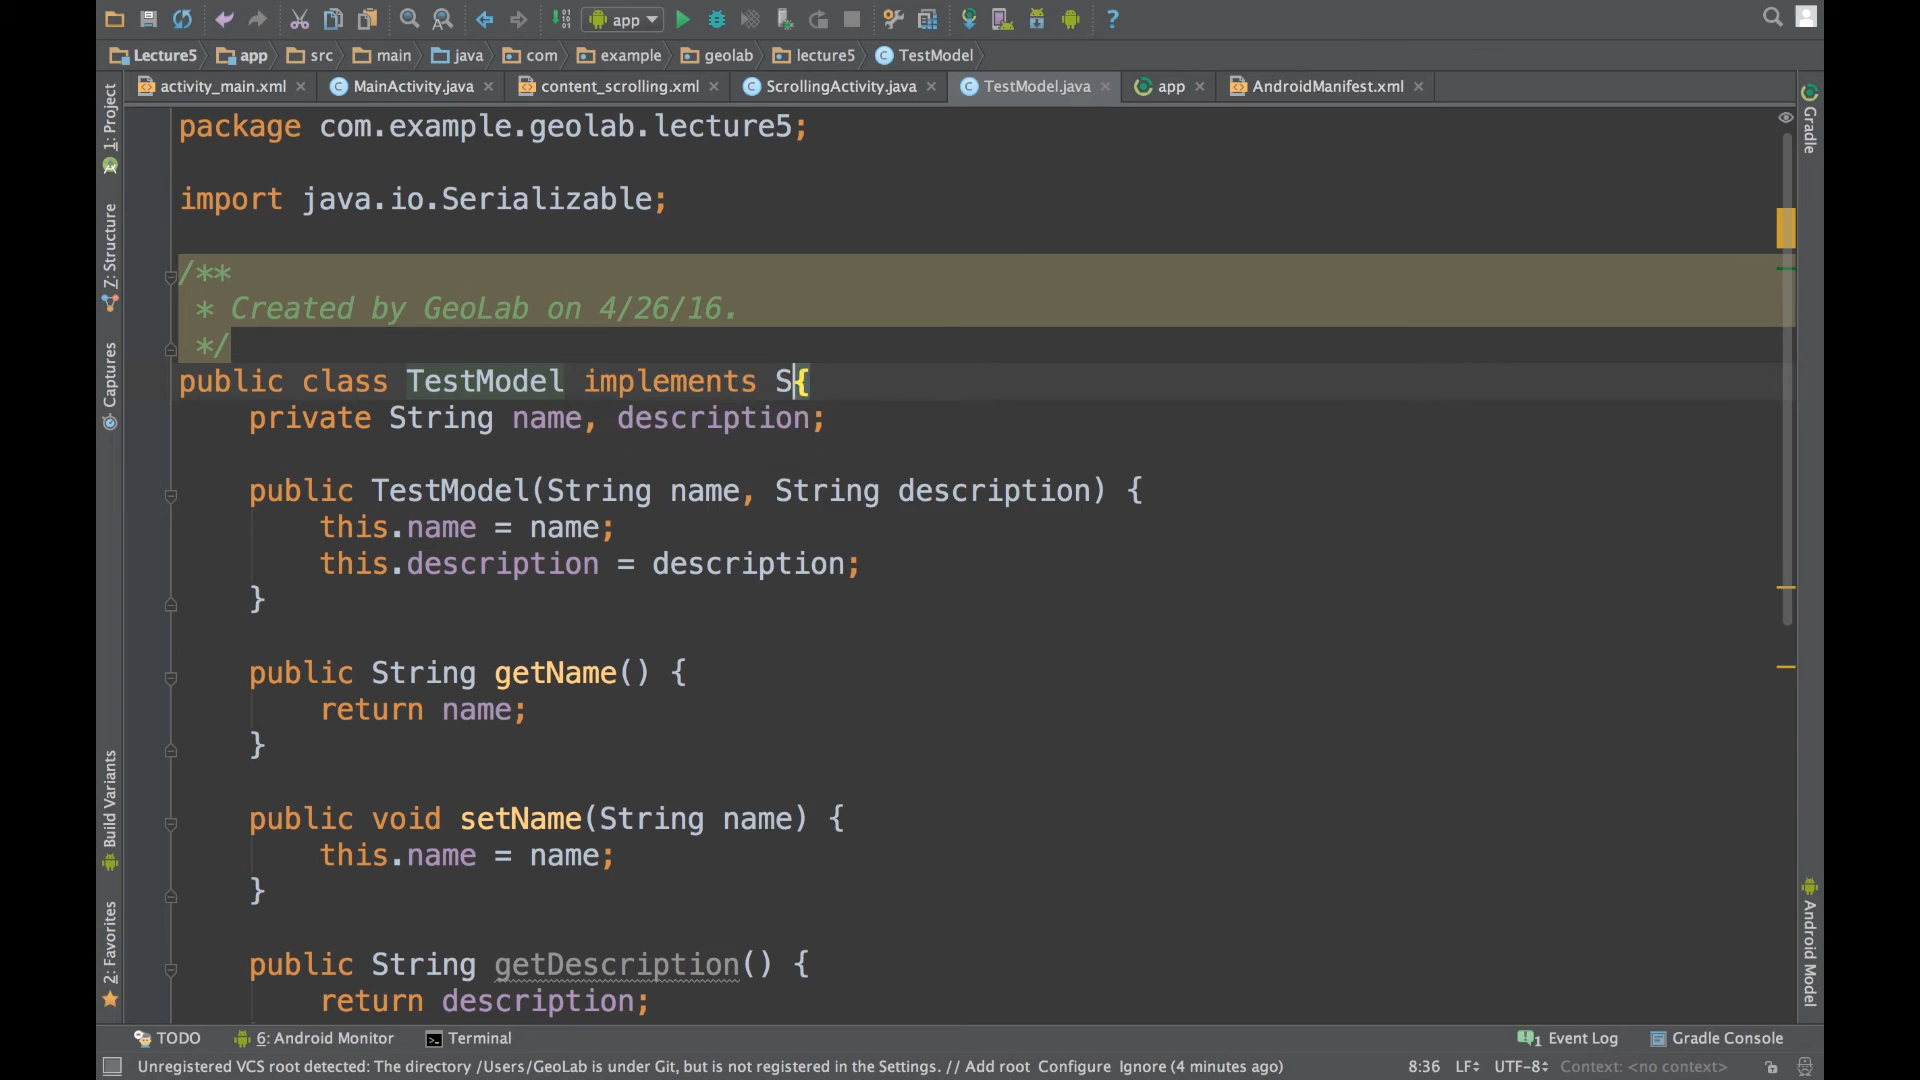 app
?
Lecture5 app src main java com example geolab lecture5 TestModel
activity_main.xml MainActivity.java content_scrolling.xml ScrollingActivity.java TestModel.java app AndroidManifest.xml
1: Project
7: Structure
Captures
Build Variants
2: Favorites
package com.example.geolab.lecture5;
import java.io.Serializable;
/**
* Created by GeoLab on 4/26/16.
*/
public class TestModel implements S{
private String name, description;
public TestModel(String name, String description) {
this.name = name;
this.description = description;
}
public String getName() {
return name;
}
public void setName(String name) {
this.name = name;
}
public String getDescription() {
return description;
Gradle
Android Model
TODO 6: Android Monitor Terminal 1 Event Log Gradle Console
Unregistered VCS root detected: The directory /Users/GeoLab is under Git, but is not registered in the Settings. // Add root Configure Ignore (4 minutes ago) 8:36 LF UTF-8 Context: <no context>